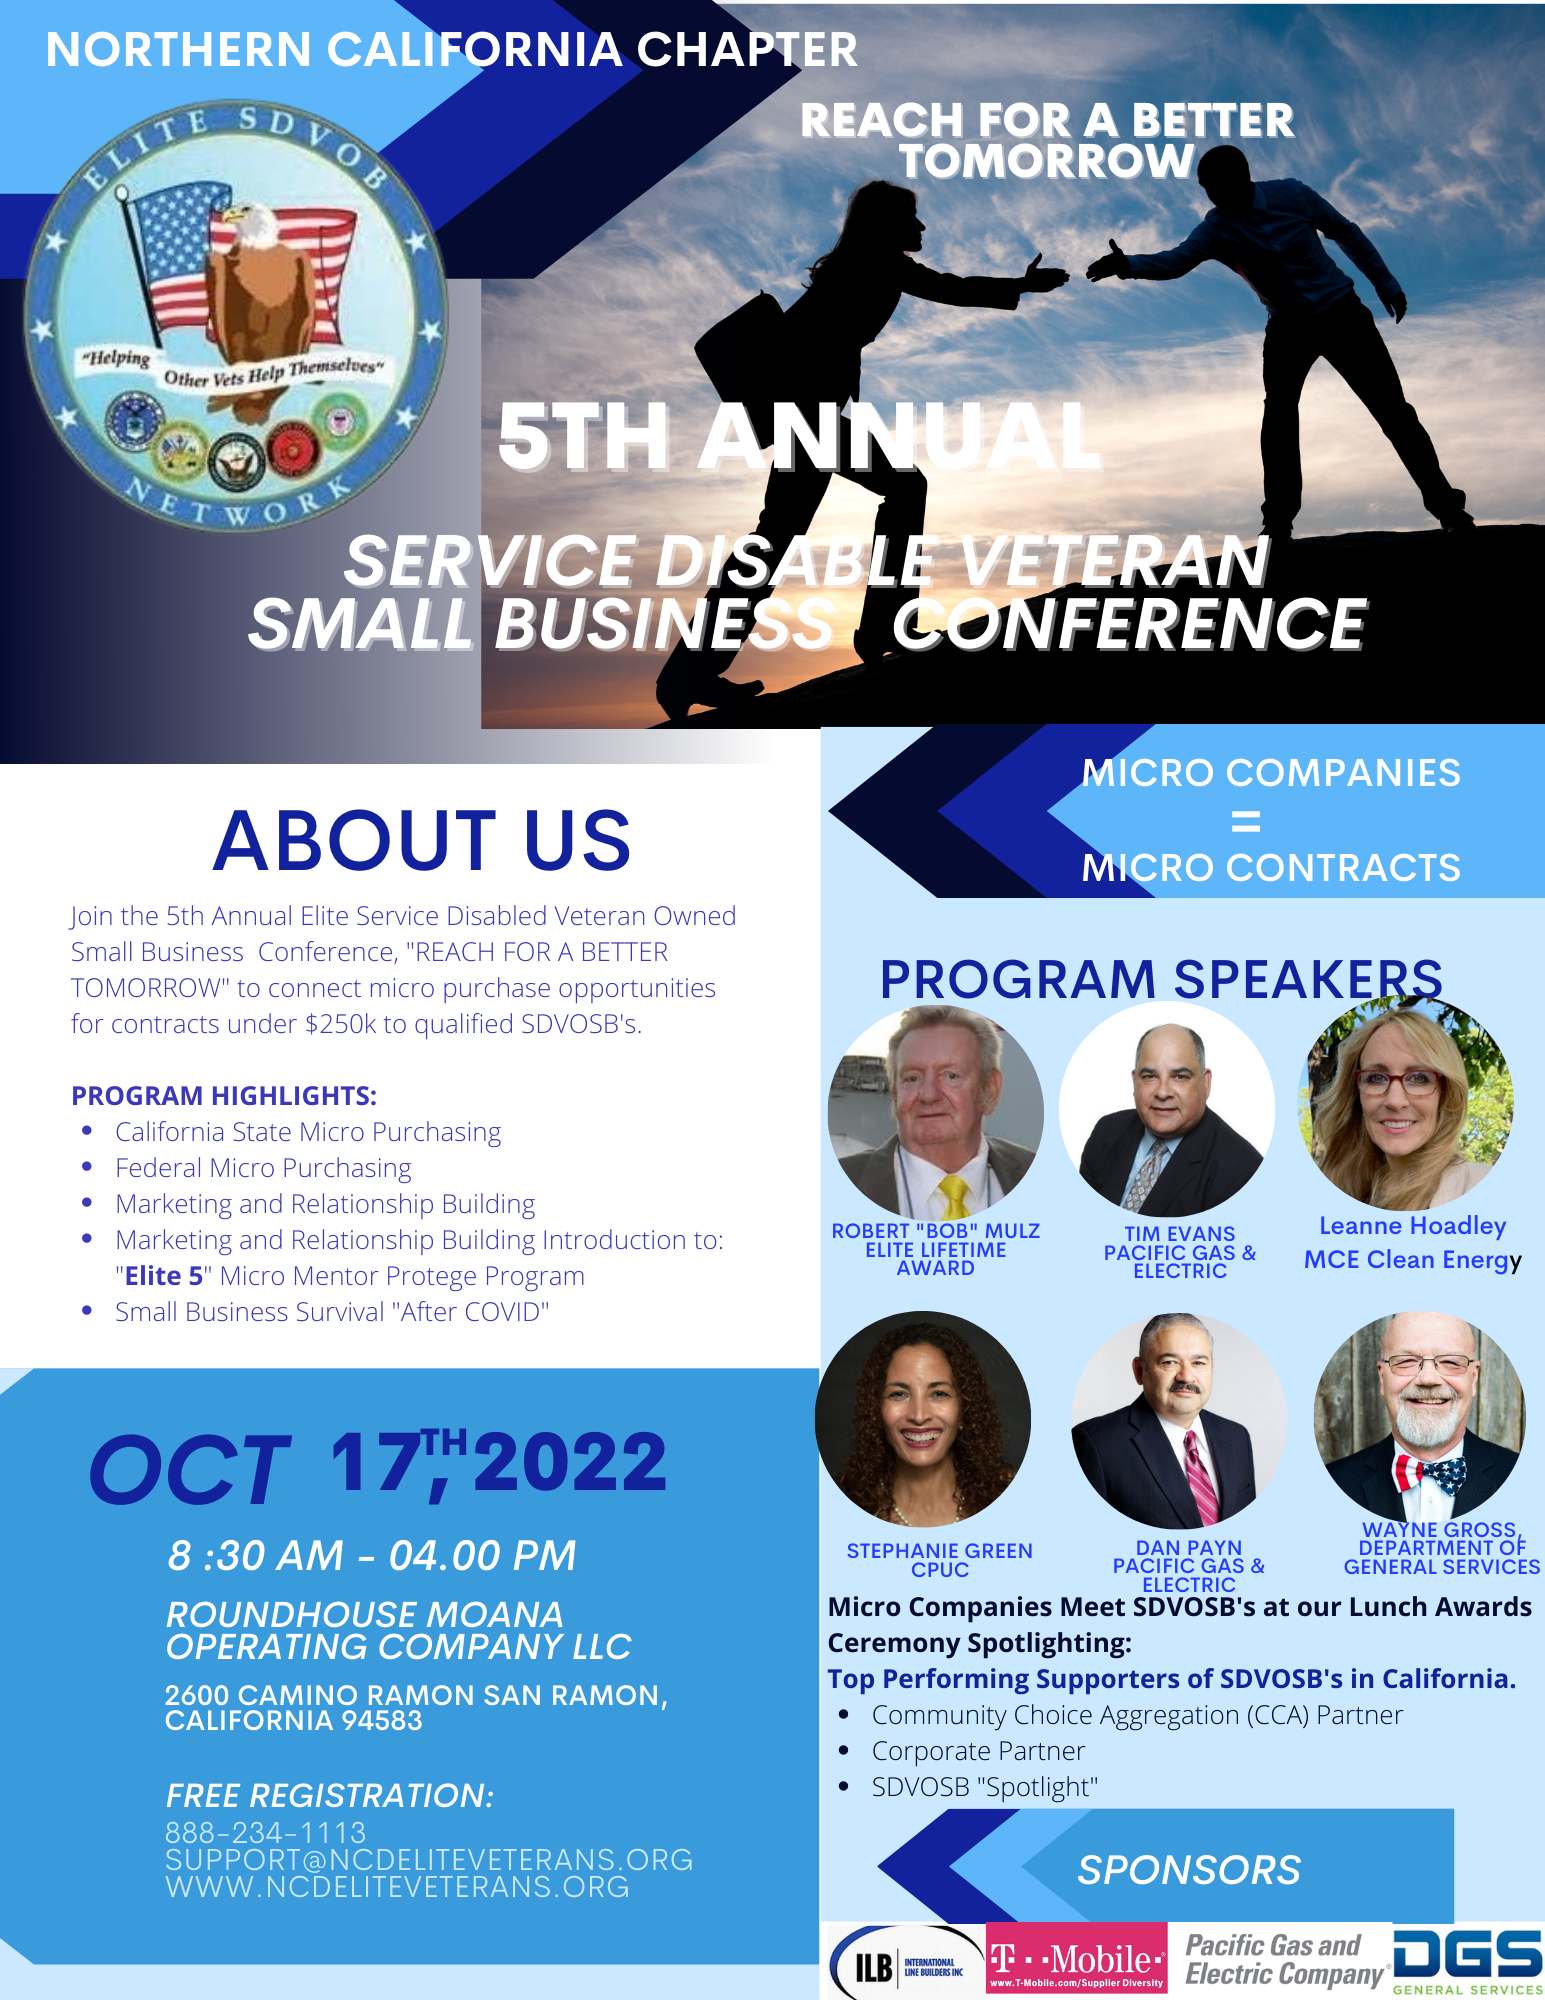 NORTHERN CALIFORNIA CHAPTER
REACH FOR A BETTER
TOMORROW
ELITE SDVOB
"Helping
Other Vets Help Themselves"
NETWORK
5TH ANNUAL
SERVICE DISABLE VETERAN
SMALL BUSINESS CONFERENCE
ABOUT US
Join the 5th Annual Elite Service Disabled Veteran Owned
Small Business Conference, "REACH FOR A BETTER
TOMORROW" to connect micro purchase opportunities
for contracts under $250k to qualified SDVOSB's.
PROGRAM HIGHLIGHTS:
• California State Micro Purchasing
• Federal Micro Purchasing
• Marketing and Relationship Building
• Marketing and Relationship Building Introduction to:
"Elite 5" Micro Mentor Protege Program
• Small Business Survival "After COVID"
OCT 17TH, 2022
8 :30 AM - 04.00 PM
ROUNDHOUSE MOANA
OPERATING COMPANY LLC
2600 CAMINO RAMON SAN RAMON,
CALIFORNIA 94583
FREE REGISTRATION:
888-234-1113
SUPPORT@NCDELITEVETERANS.ORG
WWW.NCDELITEVETERANS.ORG
MICRO COMPANIES
=
MICRO CONTRACTS
PROGRAM SPEAKERS
ROBERT "BOB" MULZ
ELITE LIFETIME
AWARD
TIM EVANS
PACIFIC GAS &
ELECTRIC
Leanne Hoadley
MCE Clean Energy
STEPHANIE GREEN
CPUC
DAN PAYN
PACIFIC GAS &
ELECTRIC
WAYNE GROSS,
DEPARTMENT OF
GENERAL SERVICES
Micro Companies Meet SDVOSB's at our Lunch Awards
Ceremony Spotlighting:
Top Performing Supporters of SDVOSB's in California.
• Community Choice Aggregation (CCA) Partner
• Corporate Partner
• SDVOSB "Spotlight"
SPONSORS
ILB
INTERNATIONAL
LINE BUILDERS INC
T··Mobile·
www.T-Mobile.com/Supplier Diversity
Pacific Gas and
Electric Company®
DGS
GENERAL SERVICES